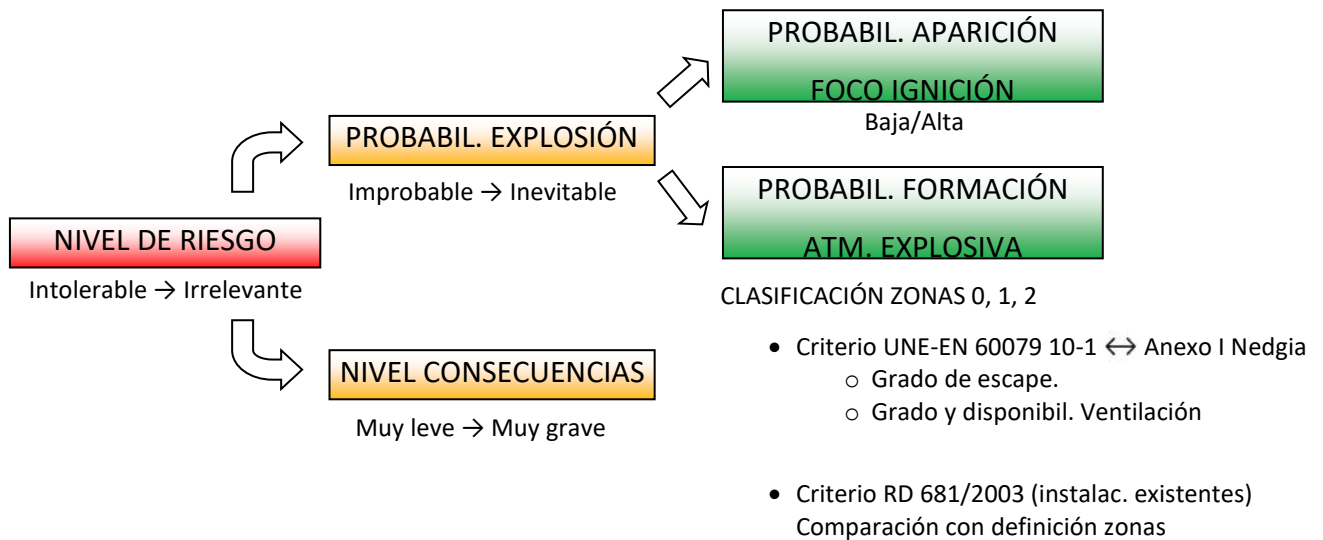 NIVEL DE RIESGO
Intolerable → Irrelevante
PROBABIL. EXPLOSIÓN
Improbable → Inevitable
NIVEL CONSECUENCIAS
Muy leve → Muy grave
PROBABIL. APARICIÓN
FOCO IGNICIÓN
Baja/Alta
PROBABIL. FORMACIÓN
ATM. EXPLOSIVA
CLASIFICACIÓN ZONAS 0, 1, 2
• Criterio UNE-EN 60079 10-1 ↔ Anexo I Nedgia
o Grado de escape.
o Grado y disponibil. Ventilación
• Criterio RD 681/2003 (instalac. existentes)
Comparación con definición zonas